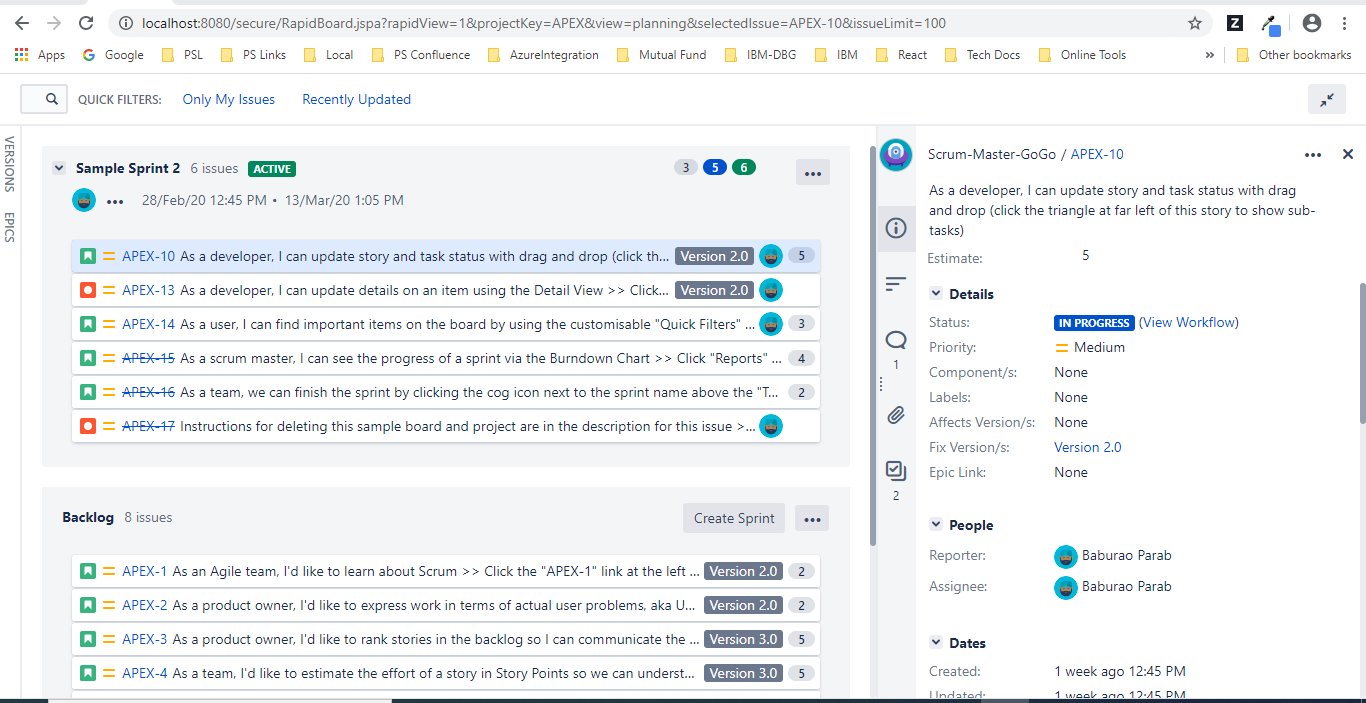 localhost:8080/secure/RapidBoard.jspa?rapidView=1&projectKey=APEX&view=planning&selectedIssue=APEX-10&issueLimit=100
Z
Apps Google PSL PS Links Local PS Confluence AzureIntegration Mutual Fund IBM-DBG IBM React Tech Docs Online Tools » Other bookmarks
QUICK FILTERS: Only My Issues Recently Updated
VERSIONS
EPICS
Sample Sprint 2 6 issues ACTIVE 3 5 6
28/Feb/20 12:45 PM • 13/Mar/20 1:05 PM
APEX-10 As a developer, I can update story and task status with drag and drop (click th... Version 2.0 5
APEX-13 As a developer, I can update details on an item using the Detail View >> Click... Version 2.0
APEX-14 As a user, I can find important items on the board by using the customisable "Quick Filters" ... 3
APEX-15 As a scrum master, I can see the progress of a sprint via the Burndown Chart >> Click "Reports" ... 4
APEX-16 As a team, we can finish the sprint by clicking the cog icon next to the sprint name above the "T... 2
APEX-17 Instructions for deleting this sample board and project are in the description for this issue >...
Backlog 8 issues Create Sprint
APEX-1 As an Agile team, I'd like to learn about Scrum >> Click the "APEX-1" link at the left ... Version 2.0 2
APEX-2 As a product owner, I'd like to express work in terms of actual user problems, aka U... Version 2.0 2
APEX-3 As a product owner, I'd like to rank stories in the backlog so I can communicate the ... Version 3.0 5
APEX-4 As a team, I'd like to estimate the effort of a story in Story Points so we can underst... Version 3.0 5
1
2
Scrum-Master-GoGo / APEX-10
As a developer, I can update story and task status with drag
and drop (click the triangle at far left of this story to show sub-
tasks)
Estimate: 5
Details
Status: IN PROGRESS (View Workflow)
Priority: Medium
Component/s: None
Labels: None
Affects Version/s: None
Fix Version/s: Version 2.0
Epic Link: None
People
Reporter: Baburao Parab
Assignee: Baburao Parab
Dates
Created: 1 week ago 12:45 PM
Updated: 1 week ago 12:45 PM